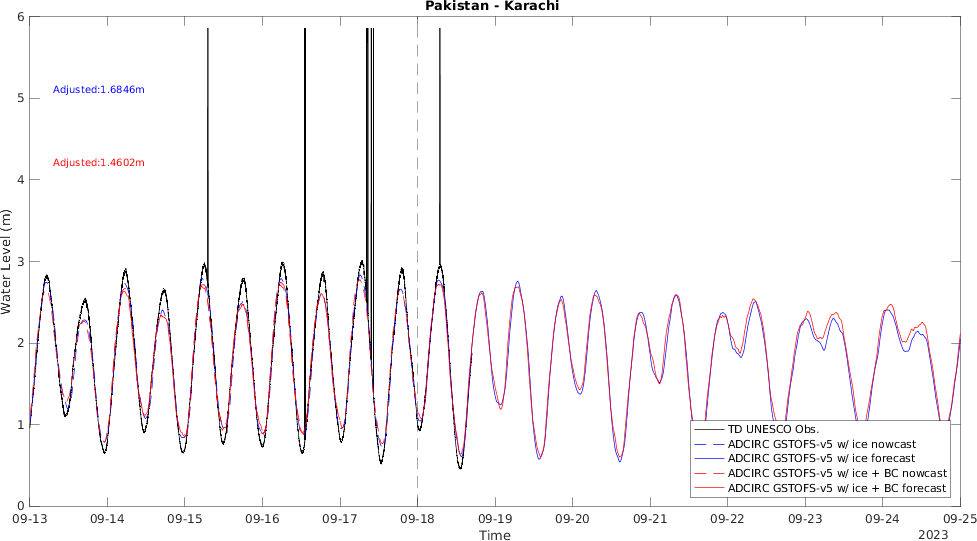 Pakistan - Karachi
6
5
4
3
2
1
0
Water Level (m)
Adjusted:1.6846m
Adjusted:1.4602m
TD UNESCO Obs.
ADCIRC GSTOFS-v5 w/ ice nowcast
ADCIRC GSTOFS-v5 w/ ice forecast
ADCIRC GSTOFS-v5 w/ ice + BC nowcast
ADCIRC GSTOFS-v5 w/ ice + BC forecast
09-13 09-14 09-15 09-16 09-17 09-18 09-19 09-20 09-21 09-22 09-23 09-24 09-25
Time
2023